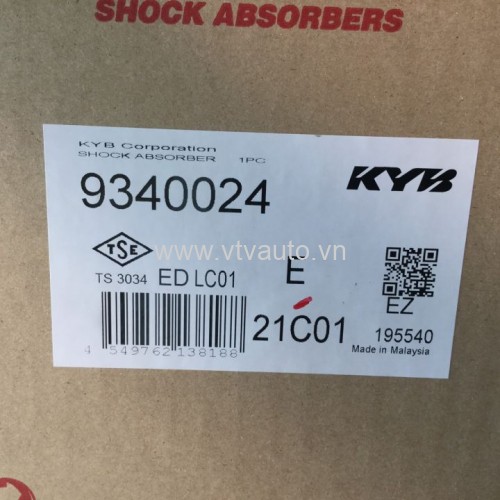 SHOCK ABSORBERS
KYB Corporation
SHOCK ABSORBER 1PC
9340024
KYB
TSE
www.vtvauto.vn
TS 3034 ED LC01
E
EZ
21C01
195540
Made in Malaysia
4 549762 138188